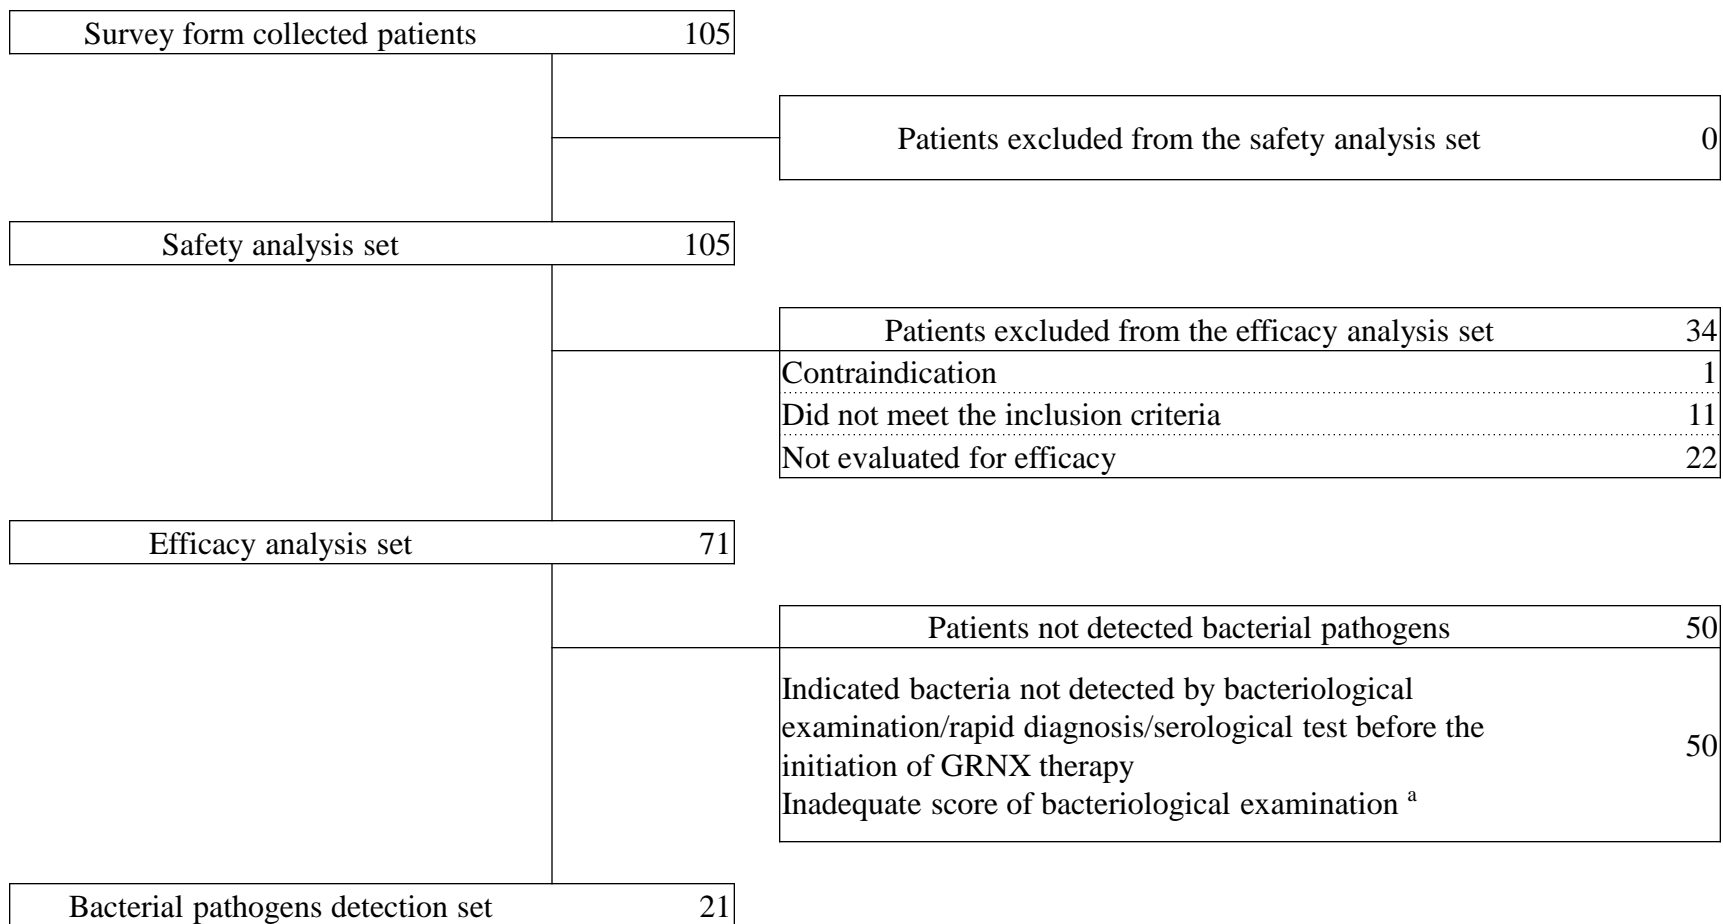 Survey form collected patients 105
Patients excluded from the safety analysis set 0
Safety analysis set 105
Patients excluded from the efficacy analysis set 34
Contraindication 1
Did not meet the inclusion criteria 11
Not evaluated for efficacy 22
Efficacy analysis set 71
Patients not detected bacterial pathogens 50
Indicated bacteria not detected by bacteriological
examination/rapid diagnosis/serological test before the
initiation of GRNX therapy
50
Inadequate score of bacteriological examination a
Bacterial pathogens detection set 21